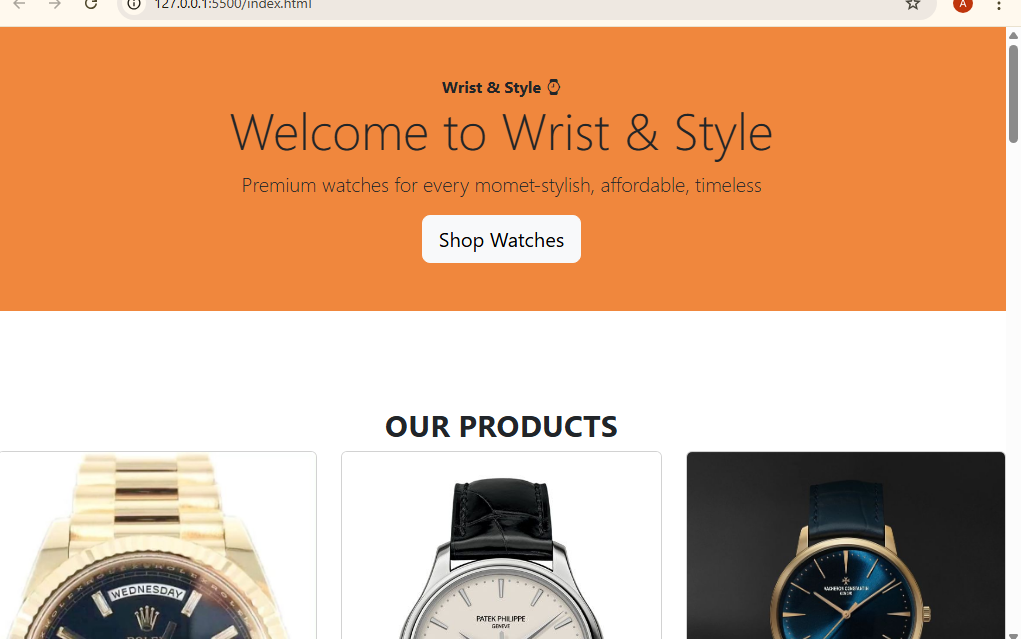 127.0.0.1:5500/index.html
A
Wrist & Style
Welcome to Wrist & Style
Premium watches for every momet-stylish, affordable, timeless
Shop Watches
OUR PRODUCTS
WEDNESDAY
ROLEX
PATEK PHILIPPE
GENEVE
VACHERON CONSTANTIN
GENÈVE